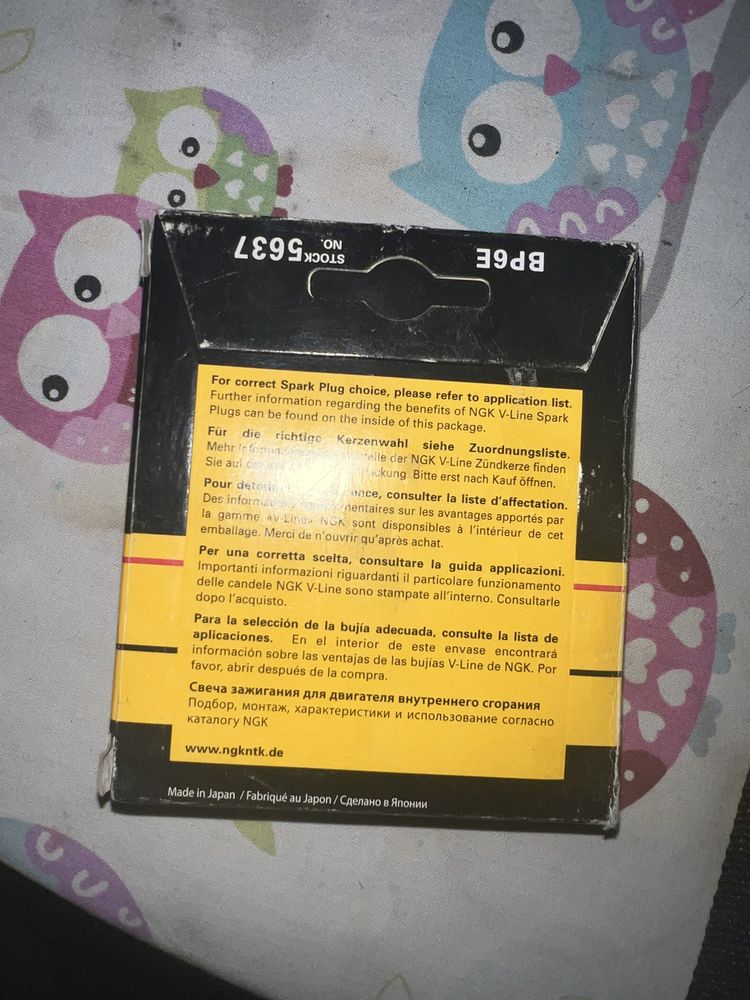 BP6E STOCK NO. 5637
For correct Spark Plug choice, please refer to application list.
Further information regarding the benefits of NGK V-Line Spark
Plugs can be found on the inside of this package.
Für die richtige Kerzenwahl siehe Zuordnungsliste.
Mehr der NGK V-Line Zündkerze finden
Sie auf Bitte erst nach Kauf öffnen.
Pour consulter la liste d'affectation.
Des sur les avantages apportés par
la gamme «V-Line» NGK sont disponibles à l'intérieur de cet
emballage. Merci de n'ouvrir qu'après achat.
Per una corretta scelta, consultare la guida applicazioni.
Importanti informazioni riguardanti il particolare funzionamento
delle candele NGK V-Line sono stampate all'interno. Consultarle
dopo l'acquisto.
Para la selección de la bujía adecuada, consulte la lista de
aplicaciones. En el interior de este envase encontrará
información sobre las ventajas de las bujías V-Line de NGK. Por
favor, abrir después de la compra.
Свеча зажигания для двигателя внутреннего сгорания
Подбор, монтаж, характеристики и использование согласно
каталогу NGK
www.ngkntk.de
Made in Japan / Fabriqué au Japon / Сделано в Японии